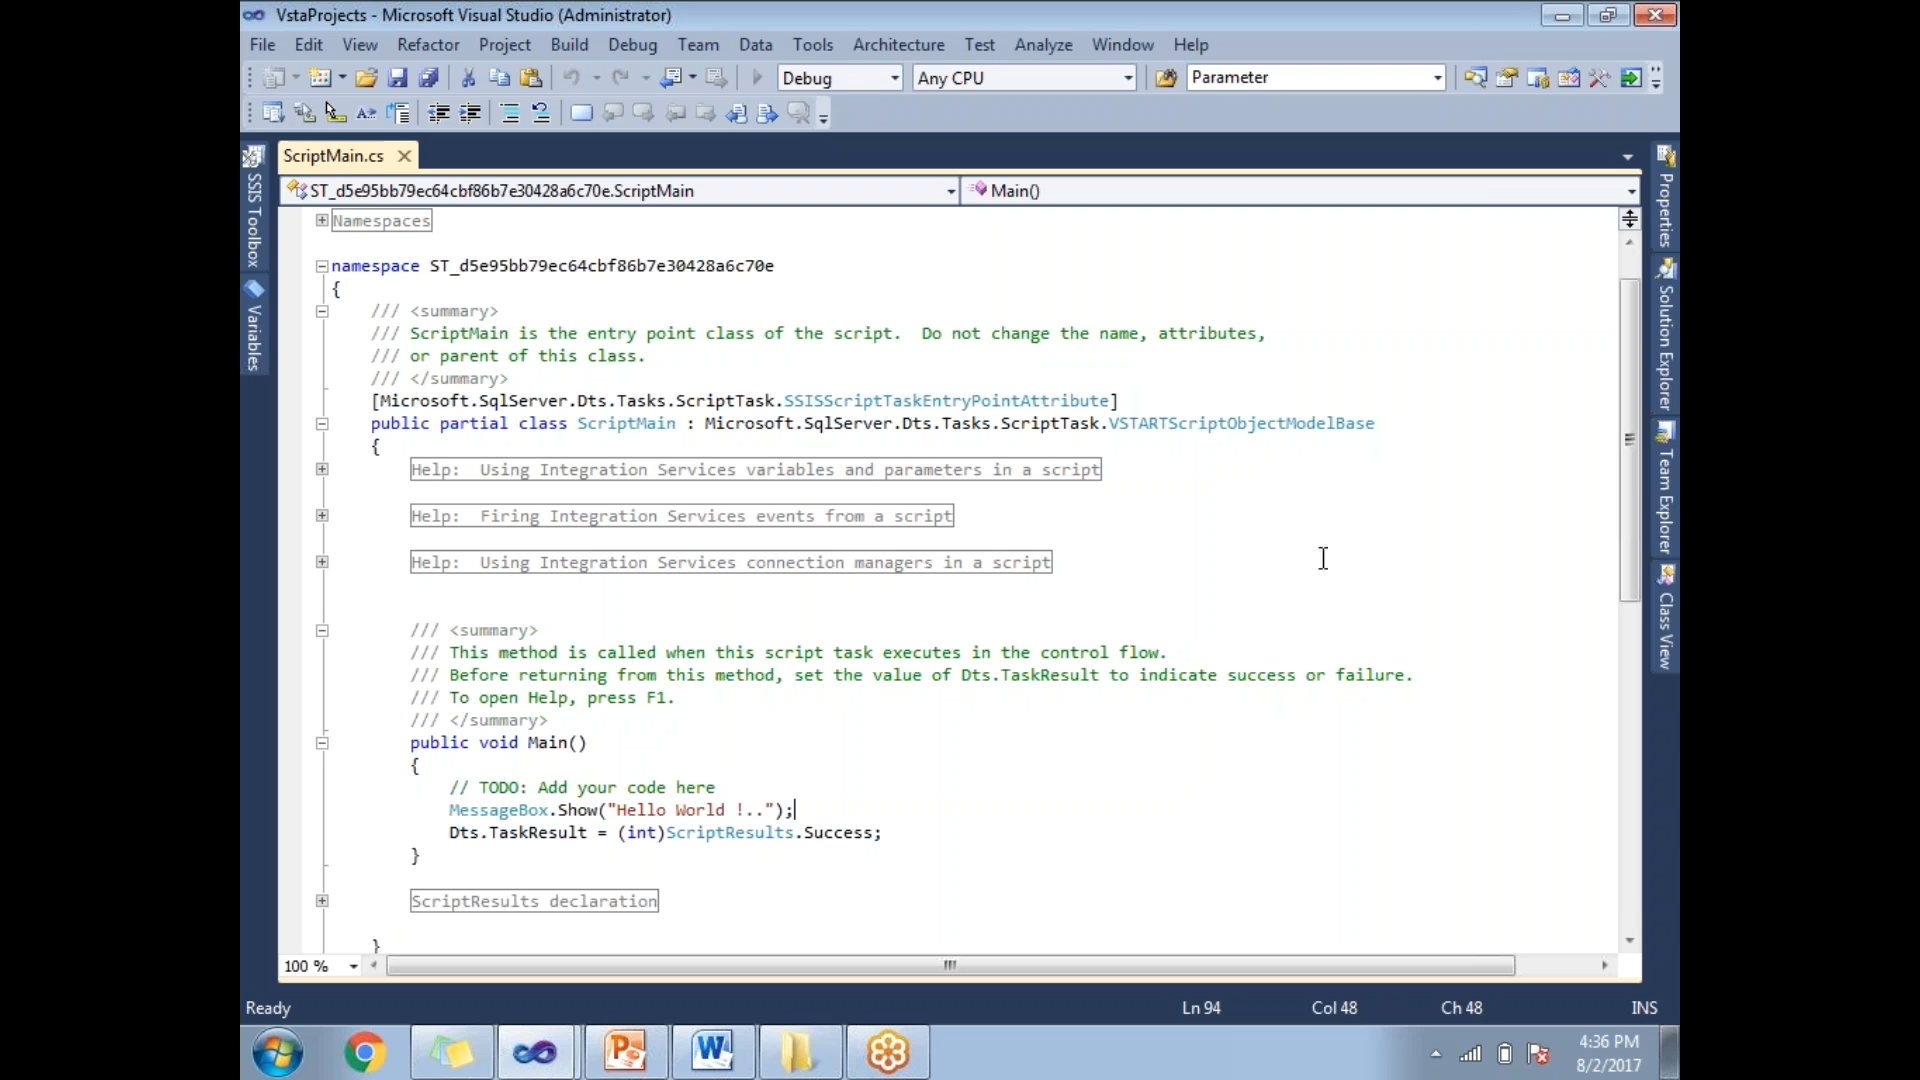 VstaProjects - Microsoft Visual Studio (Administrator)
File Edit View Refactor Project Build Debug Team Data Tools Architecture Test Analyze Window Help
Debug Any CPU Parameter
ScriptMain.cs
ST_d5e95bb79ec64cbf86b7e30428a6c70e.ScriptMain Main()
SSIS Toolbox
Variables
Namespaces
namespace ST_d5e95bb79ec64cbf86b7e30428a6c70e
{
/// <summary>
/// ScriptMain is the entry point class of the script.  Do not change the name, attributes,
/// or parent of this class.
/// </summary>
[Microsoft.SqlServer.Dts.Tasks.ScriptTask.SSISScriptTaskEntryPointAttribute]
public partial class ScriptMain : Microsoft.SqlServer.Dts.Tasks.ScriptTask.VSTARTScriptObjectModelBase
{
Help:  Using Integration Services variables and parameters in a script
Help:  Firing Integration Services events from a script
Help:  Using Integration Services connection managers in a script
/// <summary>
/// This method is called when this script task executes in the control flow.
/// Before returning from this method, set the value of Dts.TaskResult to indicate success or failure.
/// To open Help, press F1.
/// </summary>
public void Main()
{
// TODO: Add your code here
MessageBox.Show("Hello World !..");
Dts.TaskResult = (int)ScriptResults.Success;
}
ScriptResults declaration
}
Properties
Solution Explorer
Team Explorer
Class View
100 %
Ready Ln 94 Col 48 Ch 48 INS
4:36 PM
8/2/2017